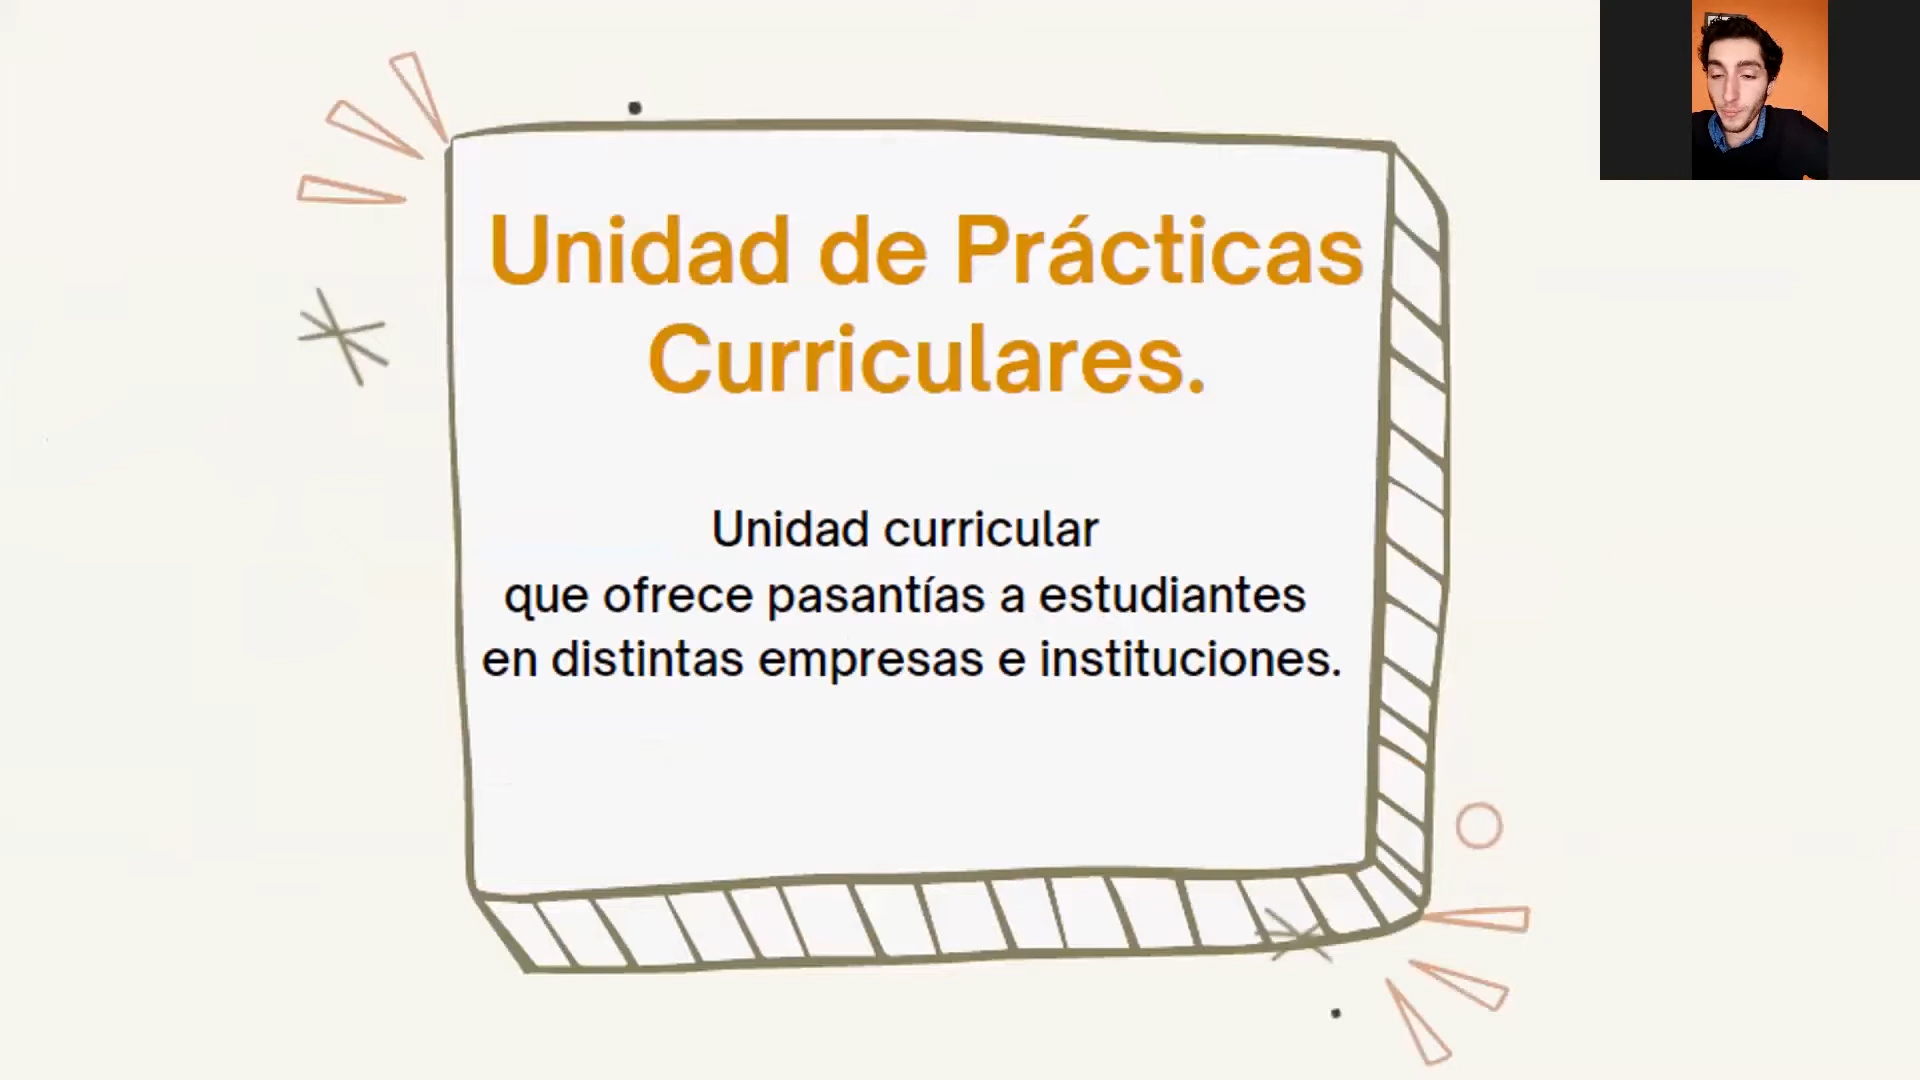 Unidad de Prácticas
Curriculares.
Unidad curricular
que ofrece pasantías a estudiantes
en distintas empresas e instituciones.